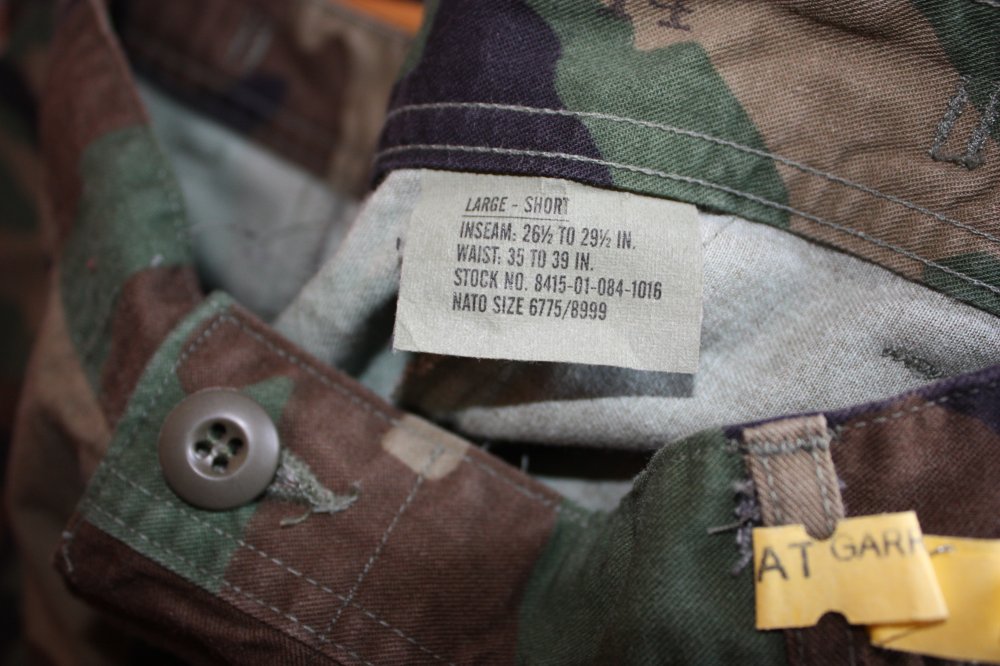 LARGE - SHORT
INSEAM: 26½ TO 29½ IN.
WAIST: 35 TO 39 IN.
STOCK NO. 8415-01-084-1016
NATO SIZE 6775/8999
AT GAR